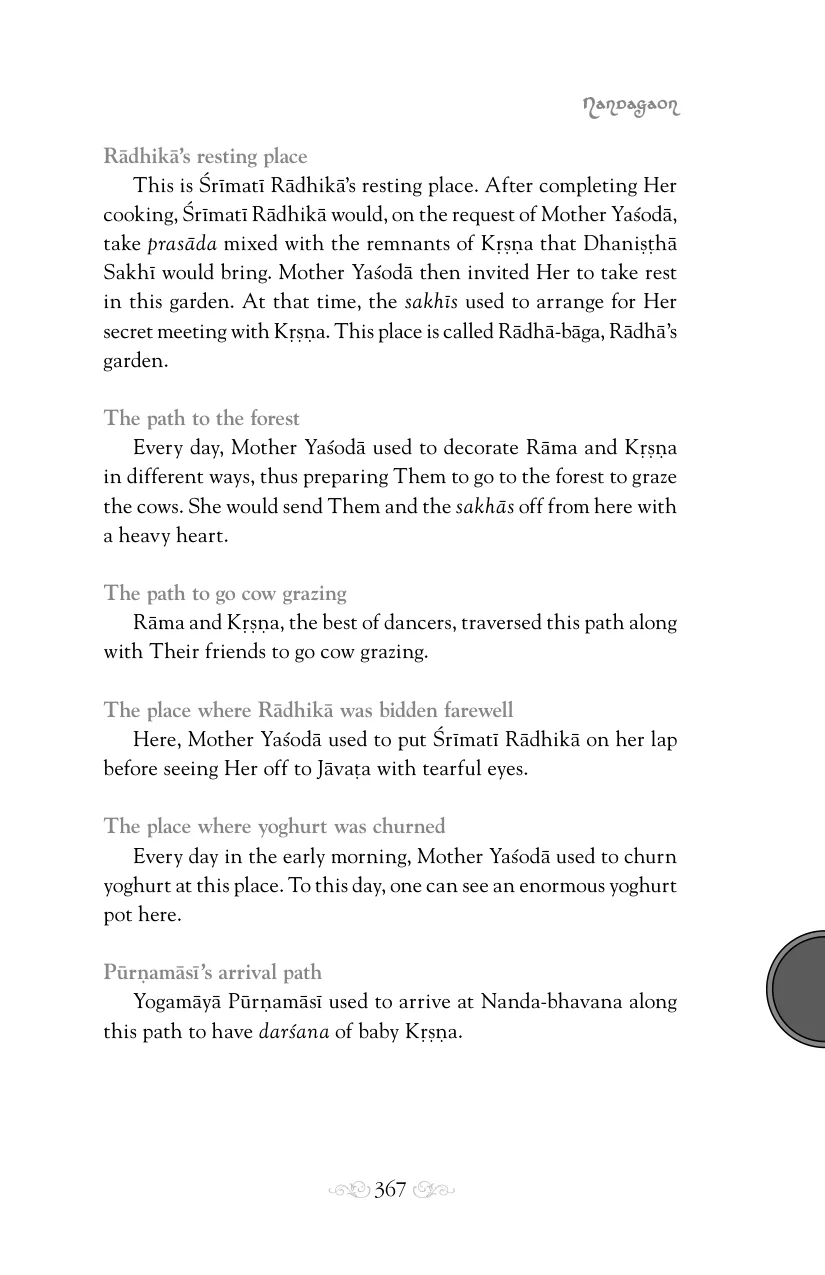 Nandagaon
Rādhikā’s resting place
This is Śrīmatī Rādhikā’s resting place. After completing Her
cooking, Śrīmatī Rādhikā would, on the request of Mother Yaśodā,
take prasāda mixed with the remnants of Kṛṣṇa that Dhaniṣṭhā
Sakhī would bring. Mother Yaśodā then invited Her to take rest
in this garden. At that time, the sakhīs used to arrange for Her
secret meeting with Kṛṣṇa. This place is called Rādhā-bāga, Rādhā’s
garden.
The path to the forest
Every day, Mother Yaśodā used to decorate Rāma and Kṛṣṇa
in different ways, thus preparing Them to go to the forest to graze
the cows. She would send Them and the sakhās off from here with
a heavy heart.
The path to go cow grazing
Rāma and Kṛṣṇa, the best of dancers, traversed this path along
with Their friends to go cow grazing.
The place where Rādhikā was bidden farewell
Here, Mother Yaśodā used to put Śrīmatī Rādhikā on her lap
before seeing Her off to Jāvaṭa with tearful eyes.
The place where yoghurt was churned
Every day in the early morning, Mother Yaśodā used to churn
yoghurt at this place. To this day, one can see an enormous yoghurt
pot here.
Pūrṇamāsī’s arrival path
Yogamāyā Pūrṇamāsī used to arrive at Nanda-bhavana along
this path to have darśana of baby Kṛṣṇa.
367